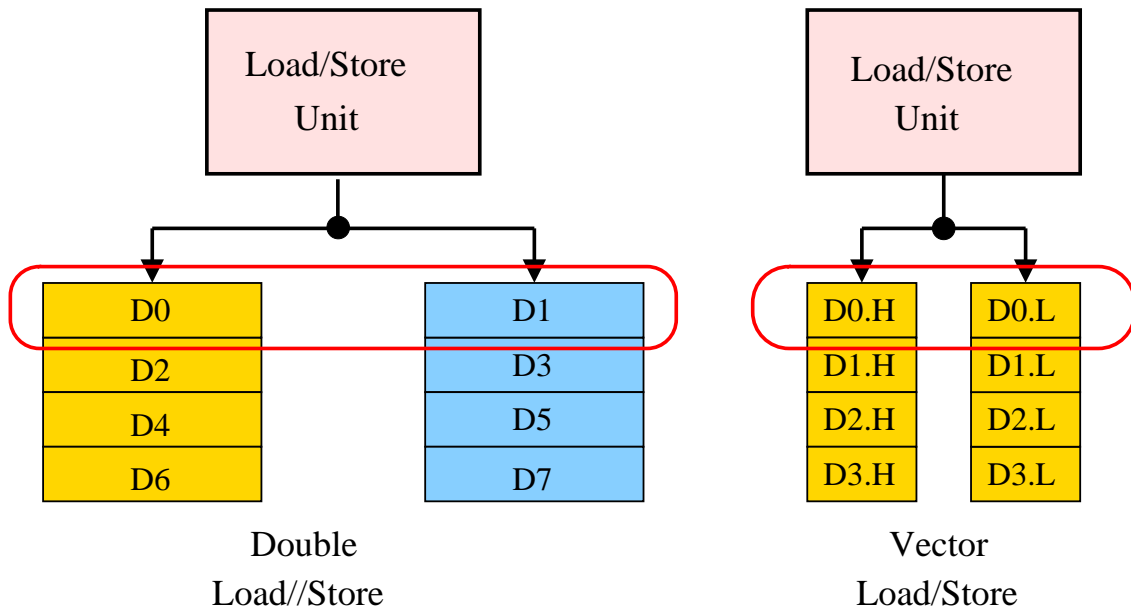 Load/Store
Unit
Load/Store
Unit
D0
D1
D0.H
D0.L
D2
D3
D1.H
D1.L
D4
D5
D2.H
D2.L
D6
D7
D3.H
D3.L
Double
Load//Store
Vector
Load/Store